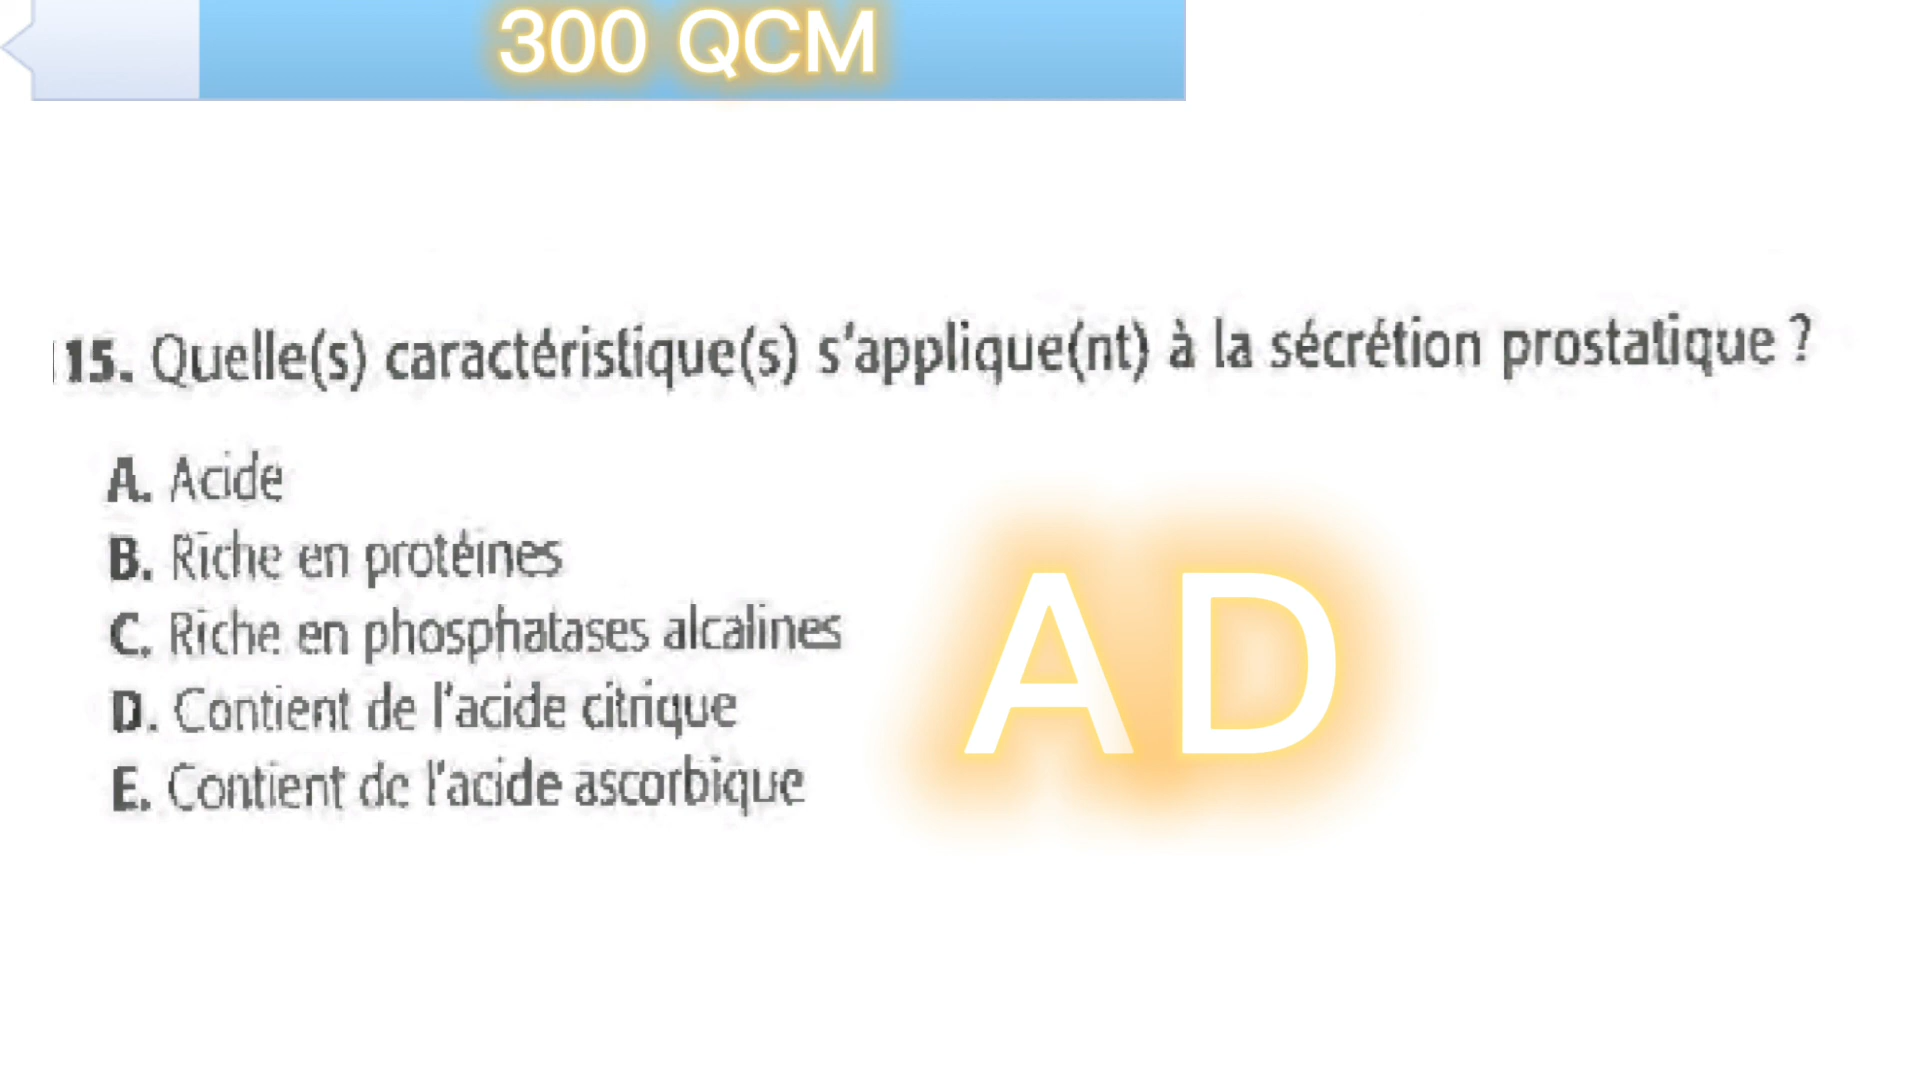 300 QCM
15. Quelle(s) caractéristique(s) s'applique(nt) à la sécrétion prostatique ?
A. Acide
B. Riche en protéines
C. Riche en phosphatases alcalines
D. Contient de l'acide citrique
E. Contient de l'acide ascorbique
A D